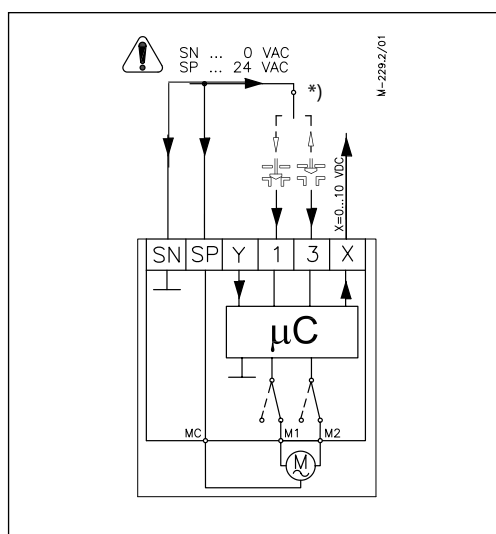 SN ... 0 VAC
SP ... 24 VAC
*)
M-229.2/01
X=0...10 VDC
SN SP Y 1 3 X
µC
MC M1 M2
M